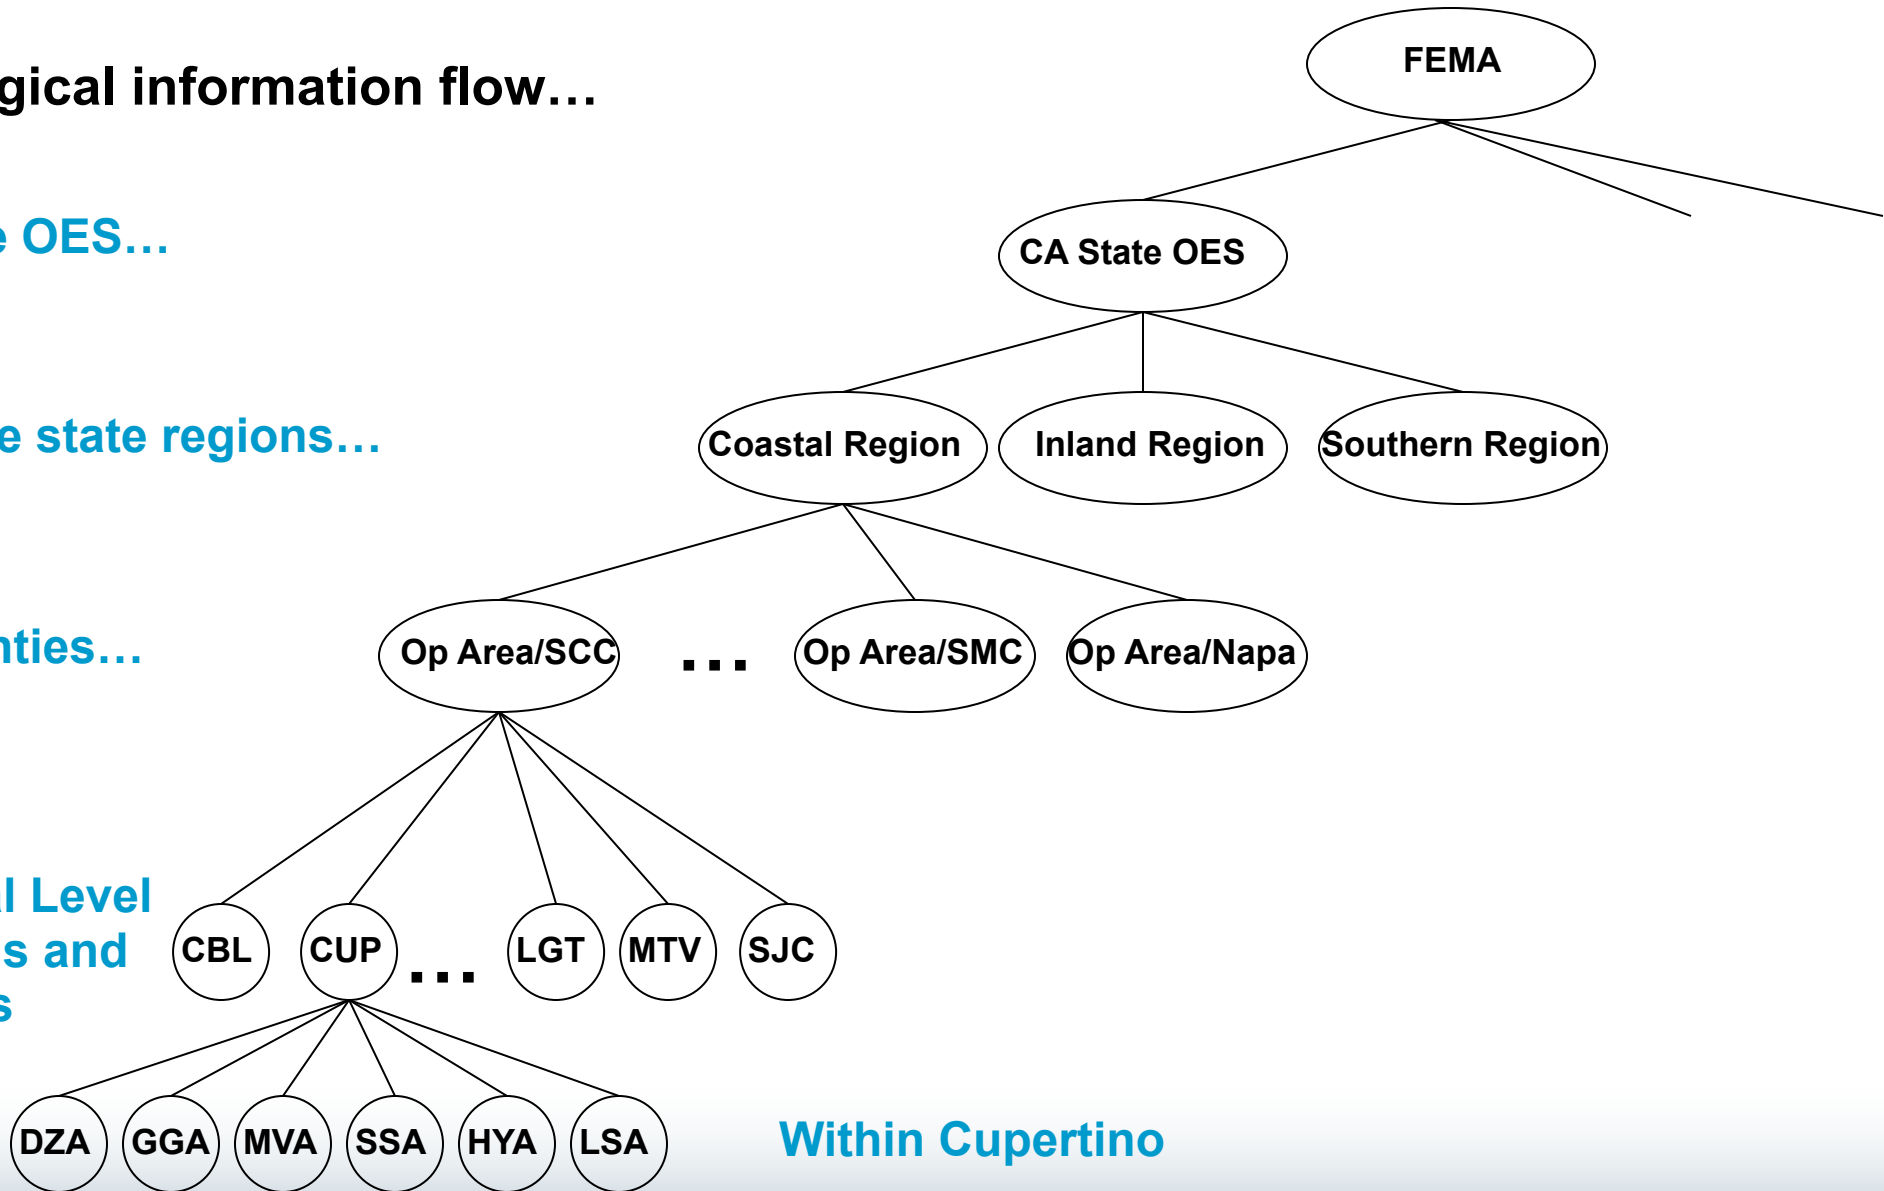 FEMA
gical information flow…
e OES…
CA State OES
e state regions…
Coastal Region
Inland Region
Southern Region
nties…
Op Area/SCC
…
Op Area/SMC
Op Area/Napa
al Level
s and
s
CBL
CUP
…
LGT
MTV
SJC
DZA
GGA
MVA
SSA
HYA
LSA
Within Cupertino